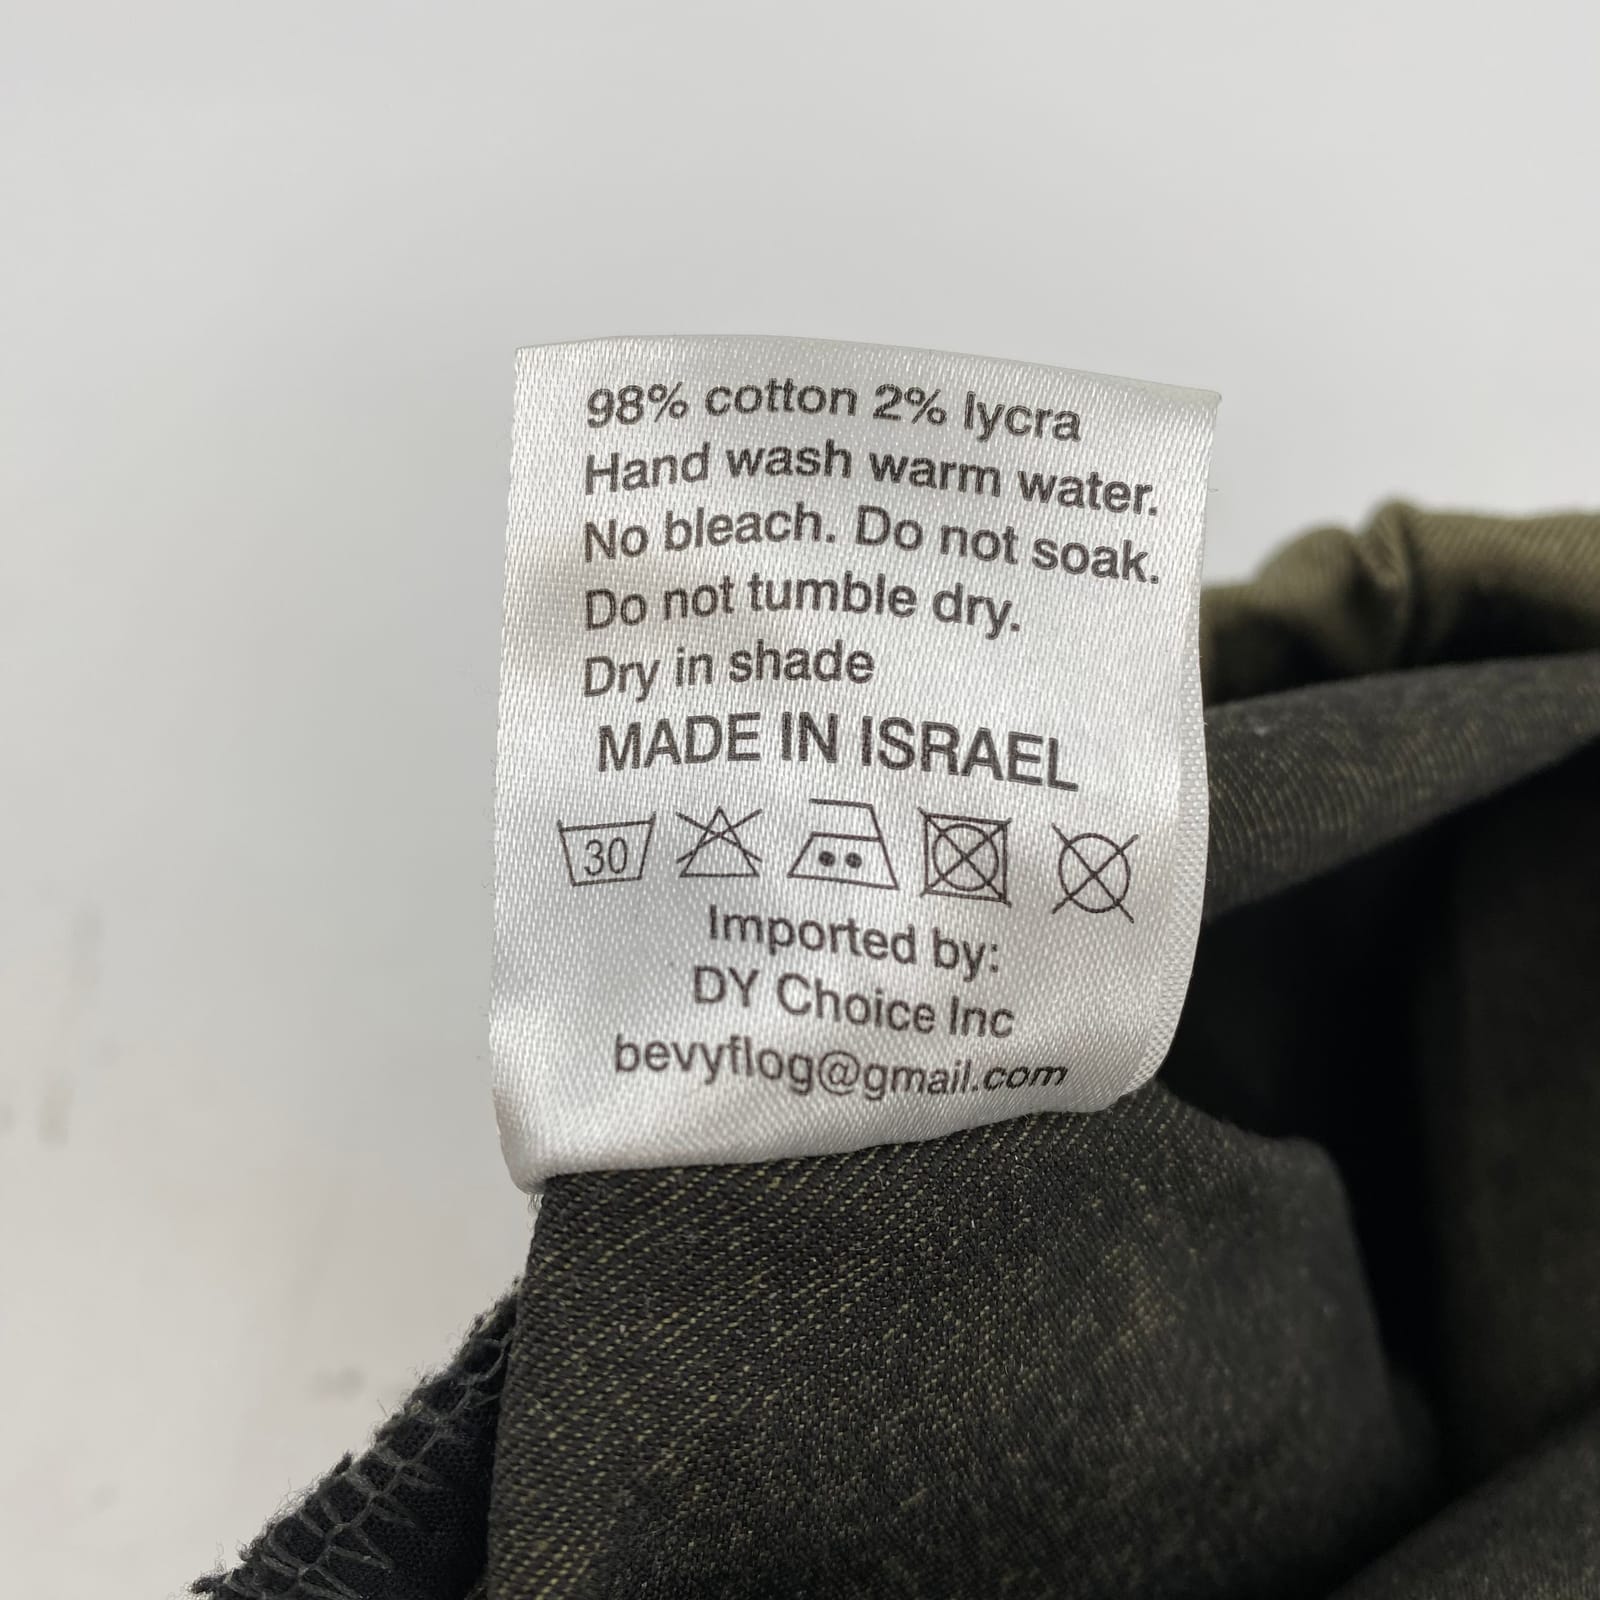 98% cotton 2% lycra
Hand wash warm water.
No bleach. Do not soak.
Do not tumble dry.
Dry in shade
MADE IN ISRAEL
30
Imported by:
DY Choice Inc
bevyflog@gmail.com